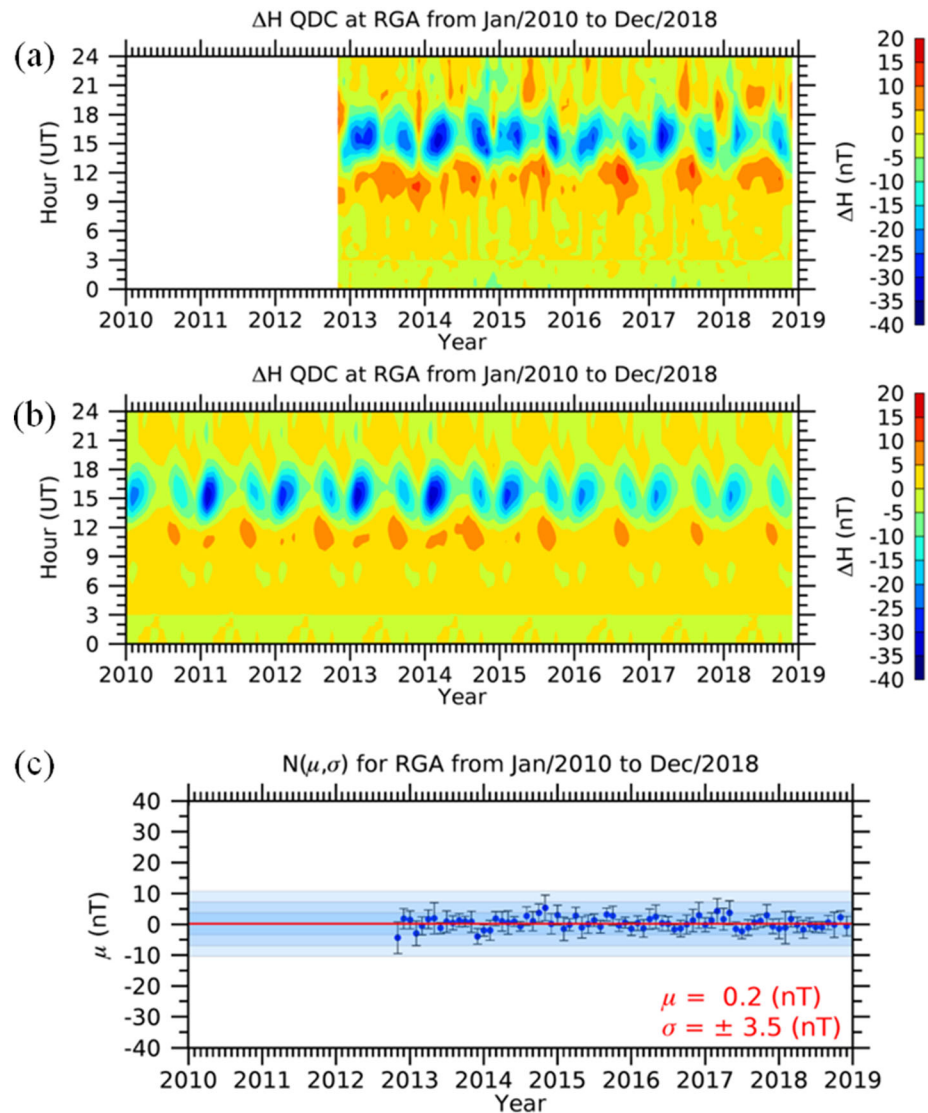 ΔH QDC at RGA from Jan/2010 to Dec/2018
(a)
24
21
18
15
12
9
6
3
0
Hour (UT)
2010 2011 2012 2013 2014 2015 2016 2017 2018 2019
Year
20
15
10
5
0
-5
-10
-15
-20
-25
-30
-35
-40
ΔH (nT)
ΔH QDC at RGA from Jan/2010 to Dec/2018
(b)
24
21
18
15
12
9
6
3
0
Hour (UT)
2010 2011 2012 2013 2014 2015 2016 2017 2018 2019
Year
20
15
10
5
0
-5
-10
-15
-20
-25
-30
-35
-40
ΔH (nT)
(c)
N(μ,σ) for RGA from Jan/2010 to Dec/2018
40
30
20
10
0
-10
-20
-30
-40
μ (nT)
μ = 0.2 (nT)
σ = ± 3.5 (nT)
2010 2011 2012 2013 2014 2015 2016 2017 2018 2019
Year